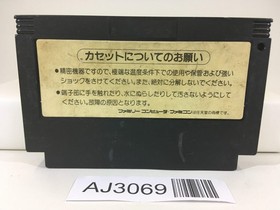 カセットについてのお願い
●精密機器ですので、極端な温度条件下での使用や保管および強い
ショックをさけてください。また、絶対に分解しないでください。
●端子部に手を触れたり、水にぬらしたりして汚さないようにして
ください。故障の原因となります。
ファミリーコンピュータ ファミコンは任天堂の商標です。
AJ3069